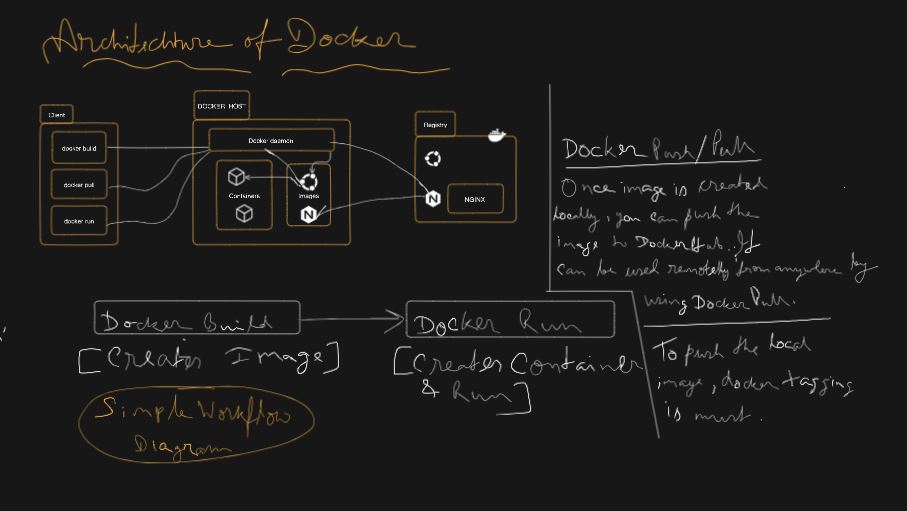 Architechture of Docker
Client
docker build
docker pull
docker run
DOCKER HOST
Docker daemon
Containers
Images
Registry
NGINX
Docker Push/Pull
Once image is created
locally, you can push the
image to DockerHub. It
can be used remotely from anywhere by
using Docker Pull.
To push the local
image, docker tagging
is must.
Docker Build
[Creates Image]
Docker Run
[Creates Container
& Run]
Simple Workflow
Diagram